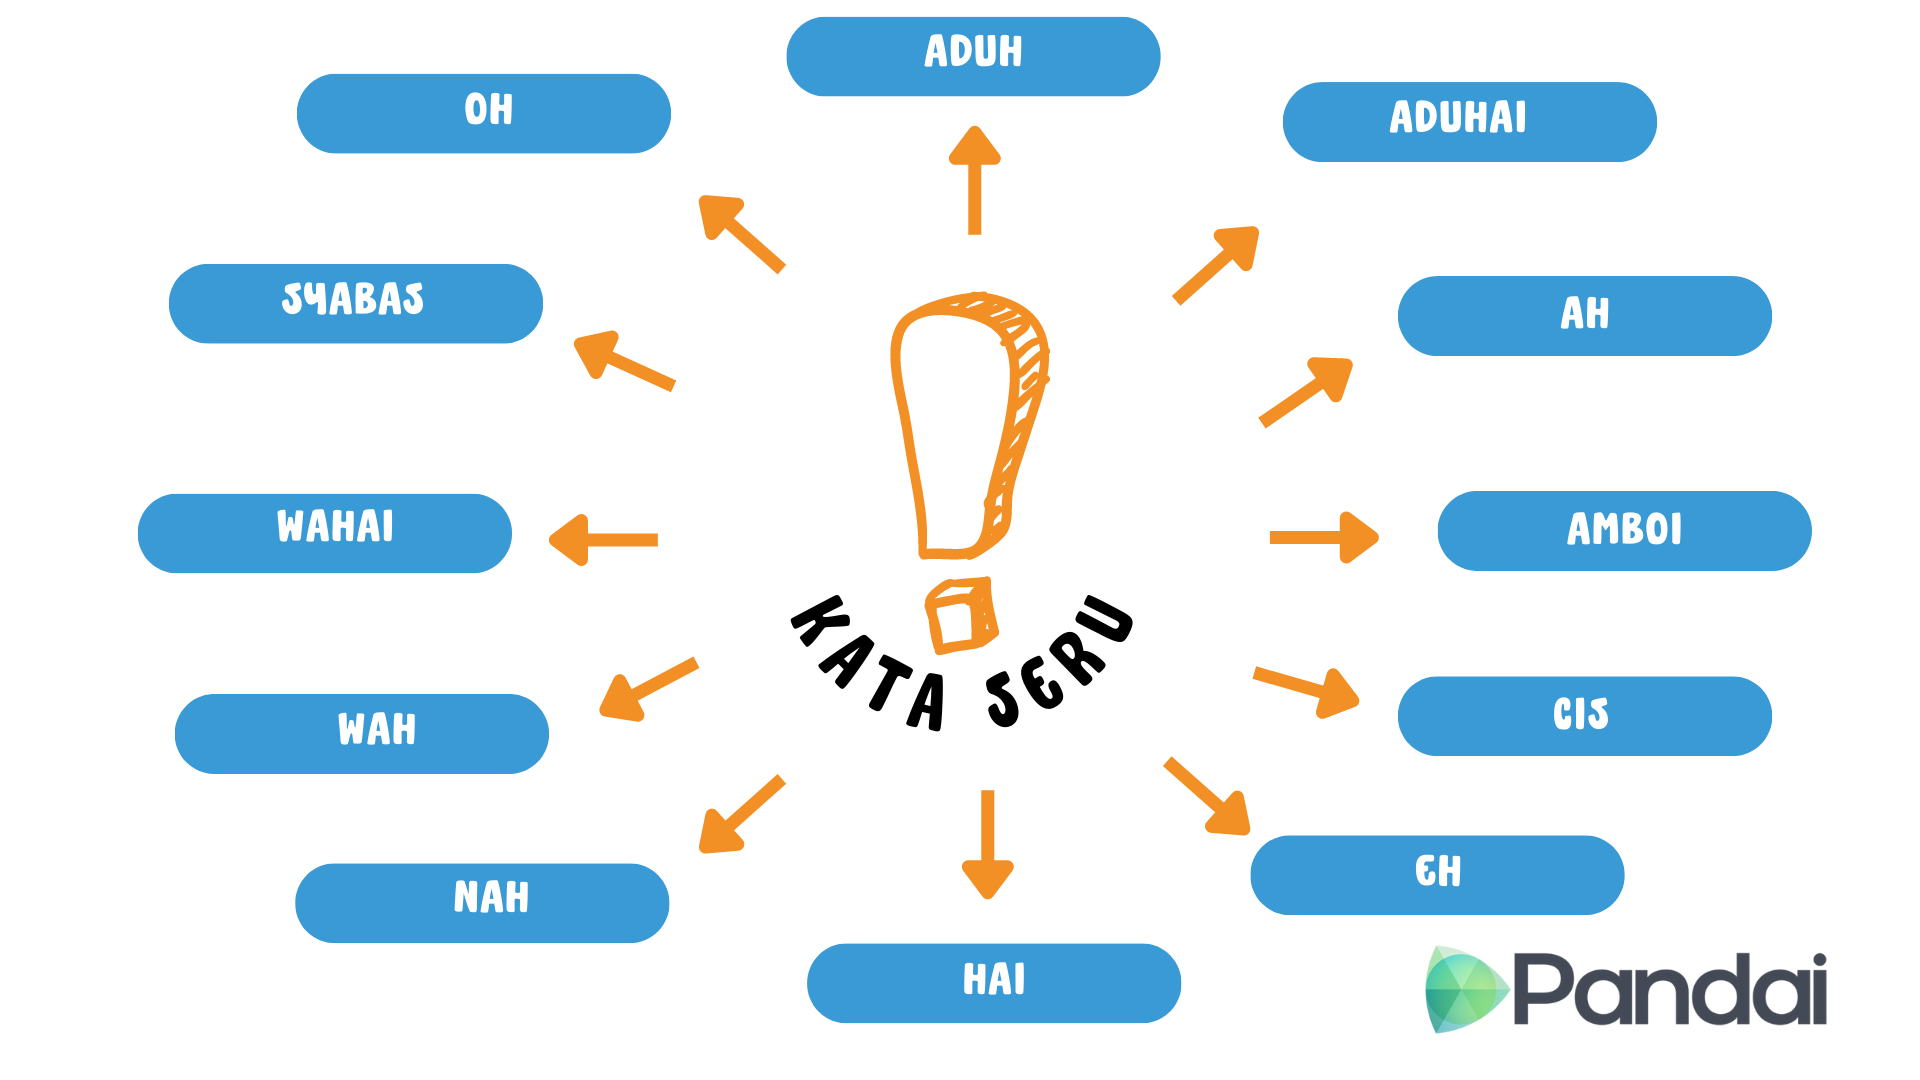 ADUH
OH
ADUHAI
SYABAS
AH
WAHAI
AMBOI
KATA SERU
WAH
CIS
NAH
EH
HAI
Pandai